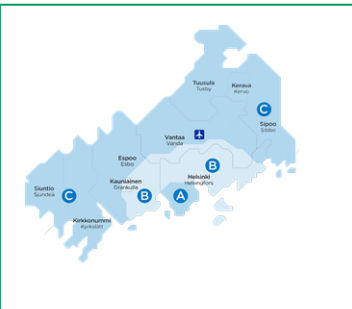 Tuusula
Tusby
Kerava
Kervo
C
Sipoo
Sibbo
Vantaa
Vanda
Espoo
Esbo
B
Helsinki
Helsingfors
Kauniainen
Grankulla
B
A
Siuntio
Sjundeå
C
Kirkkonummi
Kyrkslätt